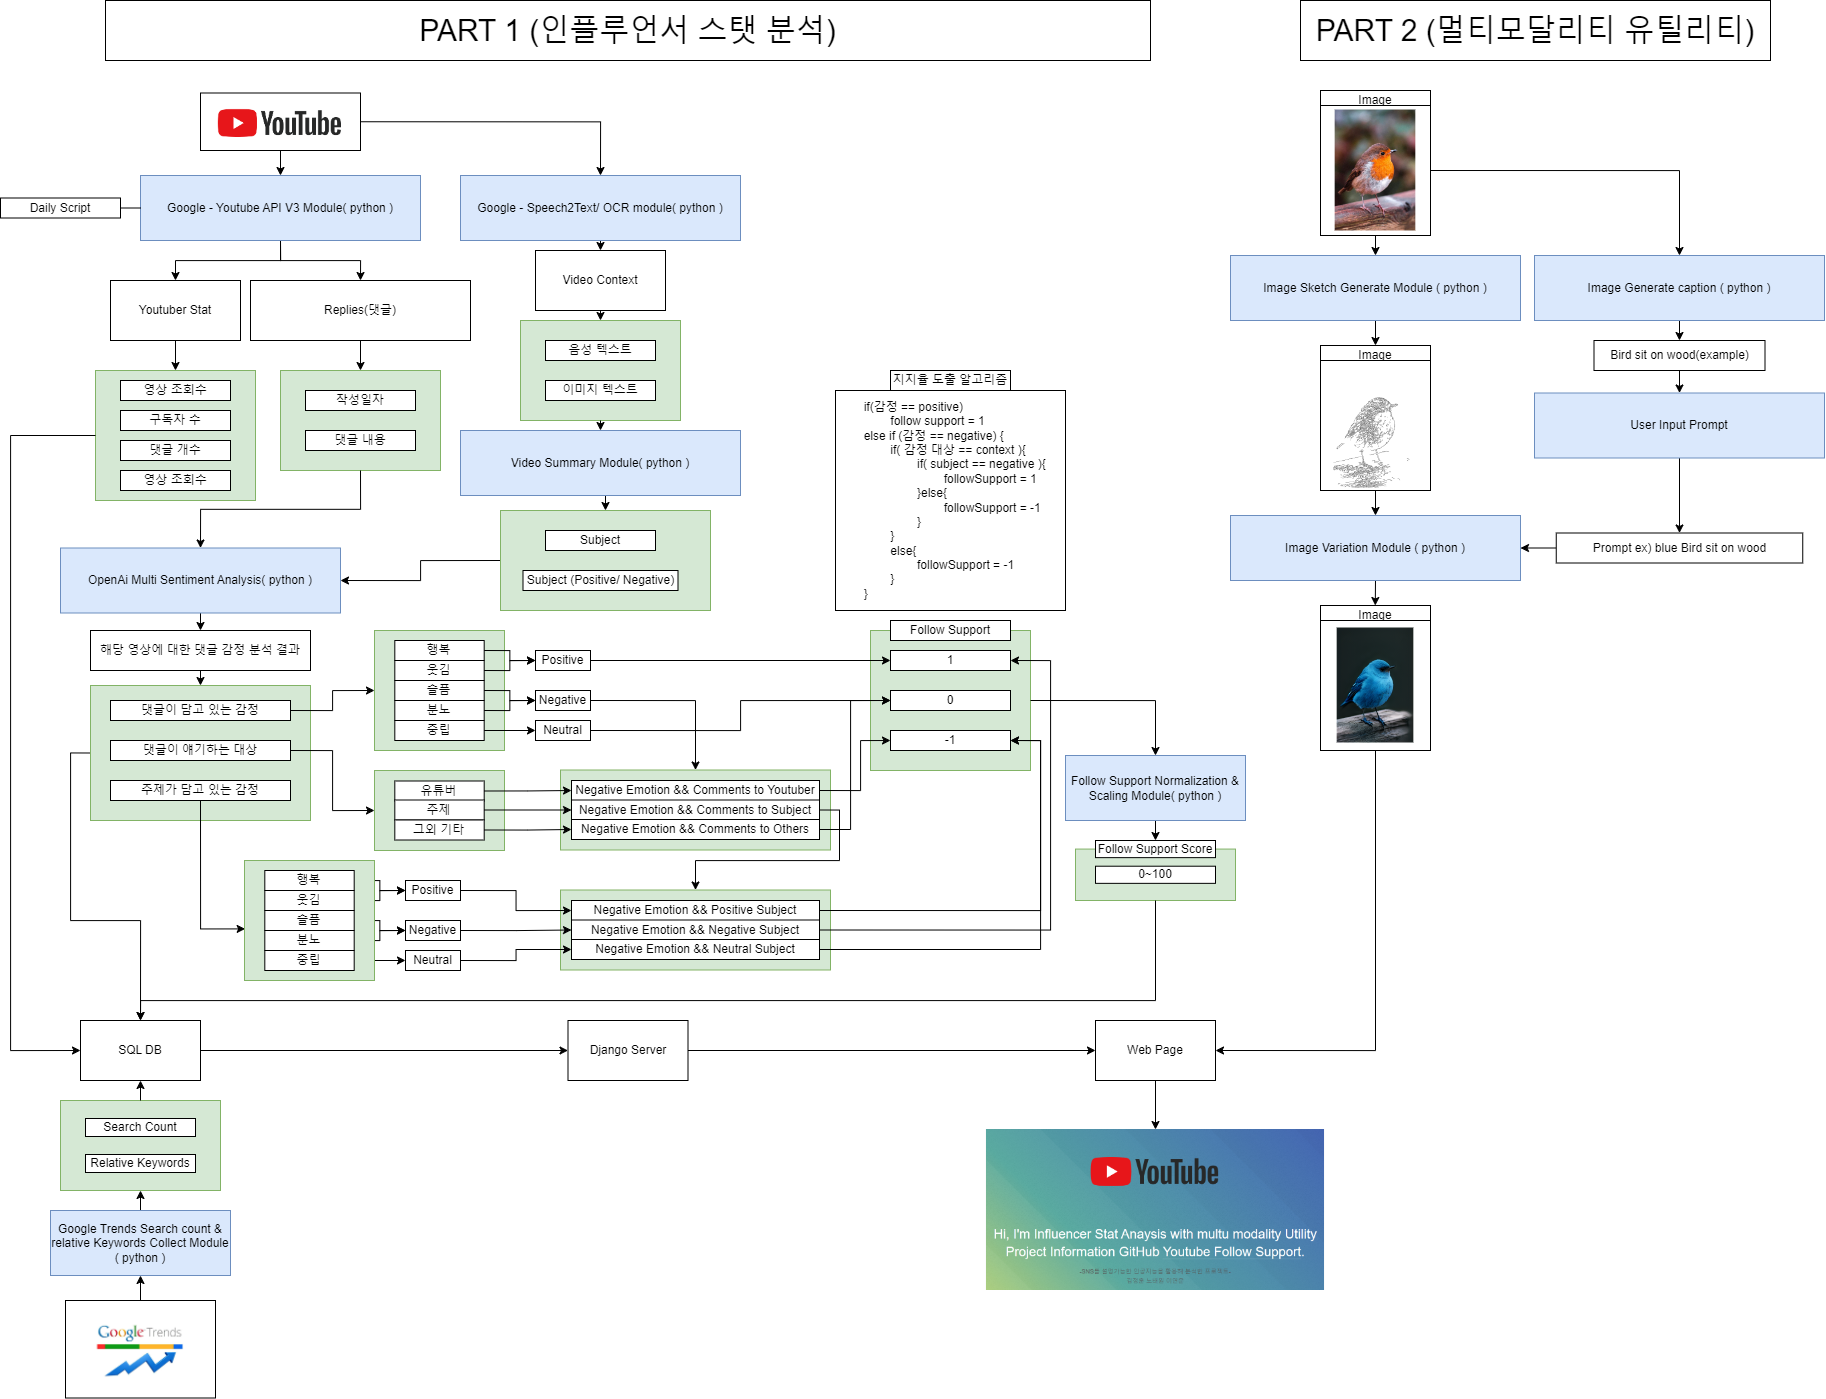 PART 1 (인플루언서 스탯 분석)
PART 2 (멀티모달리티 유틸리티)
YouTube
Daily Script
Google - Youtube API V3 Module( python )
Google - Speech2Text/ OCR module( python )
Youtuber Stat
Replies(댓글)
Video Context
영상 조회수
구독자 수
댓글 개수
영상 조회수
작성일자
댓글 내용
음성 텍스트
이미지 텍스트
Video Summary Module( python )
Subject
Subject (Positive/ Negative)
OpenAi Multi Sentiment Analysis( python )
해당 영상에 대한 댓글 감정 분석 결과
댓글이 담고 있는 감정
댓글이 얘기하는 대상
주제가 담고 있는 감정
행복
웃김
슬픔
분노
중립
Positive
Negative
Neutral
유튜버
주제
그외 기타
Negative Emotion && Comments to Youtuber
Negative Emotion && Comments to Subject
Negative Emotion && Comments to Others
행복
웃김
슬픔
분노
중립
Positive
Negative
Neutral
Negative Emotion && Positive Subject
Negative Emotion && Negative Subject
Negative Emotion && Neutral Subject
지지율 도출 알고리즘
if(감정 == positive)
follow support = 1
else if (감정 == negative) {
if( 감정 대상 == context ){
if( subject == negative ){
followSupport = 1
}else{
followSupport = -1
}
}
else{
followSupport = -1
}
}
Follow Support
1
0
-1
Follow Support Normalization &
Scaling Module( python )
Follow Support Score
0~100
SQL DB
Django Server
Web Page
Search Count
Relative Keywords
Google Trends Search count &
relative Keywords Collect Module
( python )
Google Trends
YouTube
Hi, I'm Influencer Stat Anaysis with multu modality Utility
Project Information GitHub Youtube Follow Support.
Image
Image Sketch Generate Module ( python )
Image Generate caption ( python )
Image
Bird sit on wood(example)
User Input Prompt
Image Variation Module ( python )
Prompt ex) blue Bird sit on wood
Image